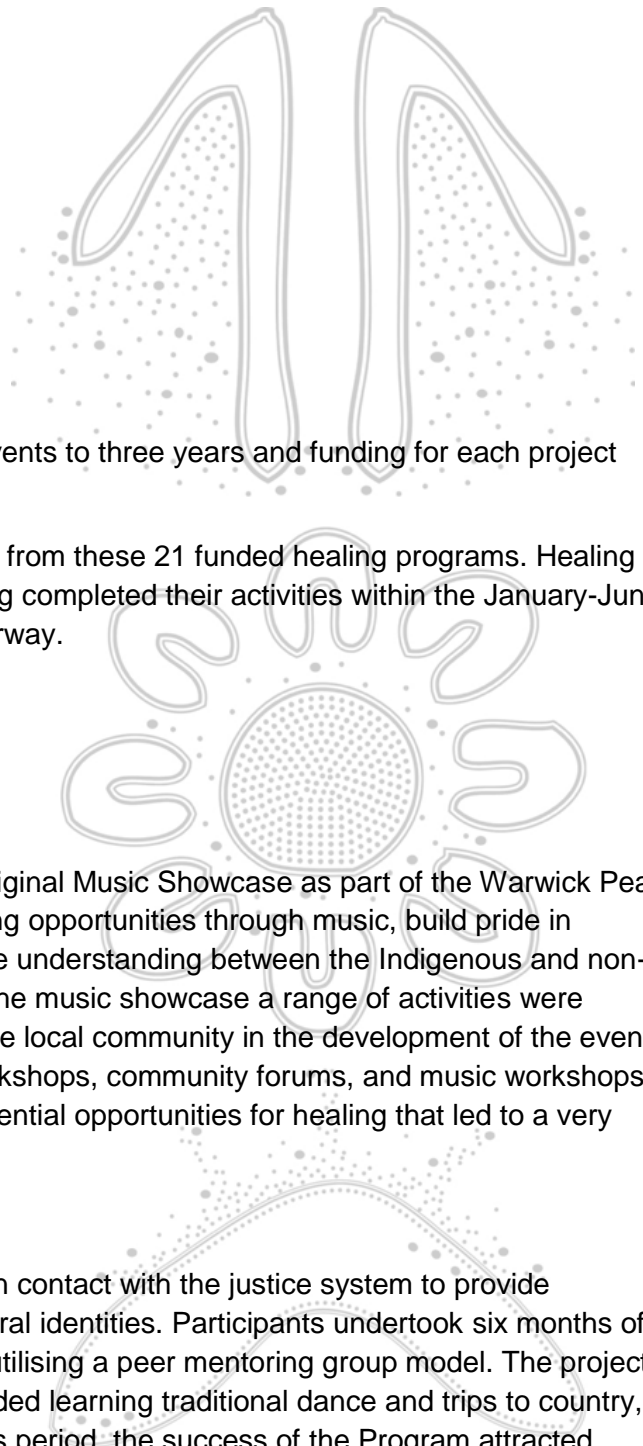 ents to three years and funding for each project
from these 21 funded healing programs. Healing
g completed their activities within the January-Jun
rway.
iginal Music Showcase as part of the Warwick Pea
ng opportunities through music, build pride in
e understanding between the Indigenous and non-
he music showcase a range of activities were
e local community in the development of the even
kshops, community forums, and music workshops
ential opportunities for healing that led to a very
n contact with the justice system to provide
ral identities. Participants undertook six months of
utilising a peer mentoring group model. The project
ded learning traditional dance and trips to country,
s period, the success of the Program attracted